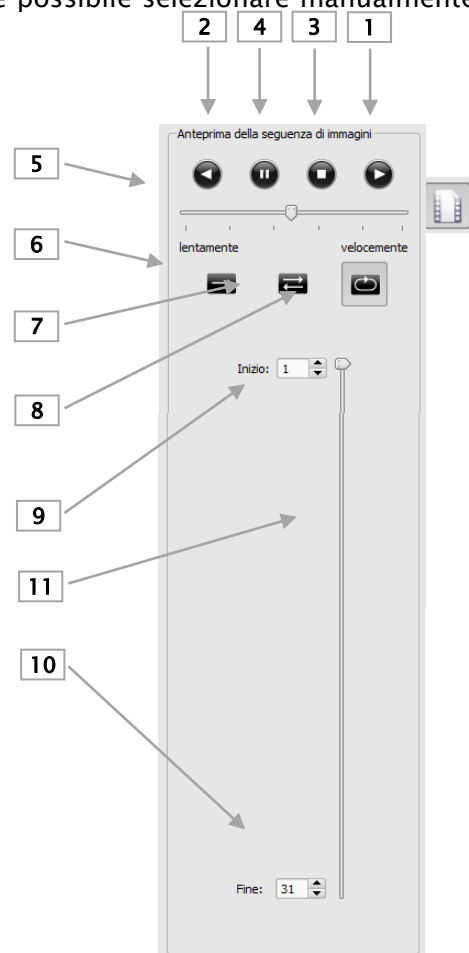 è possibile selezionare manualmente
2 4 3 1
Anteprima della sequenza di immagini
5
lentamente velocemente
6
7
Inizio: 1
8
9
11
10
Fine: 31